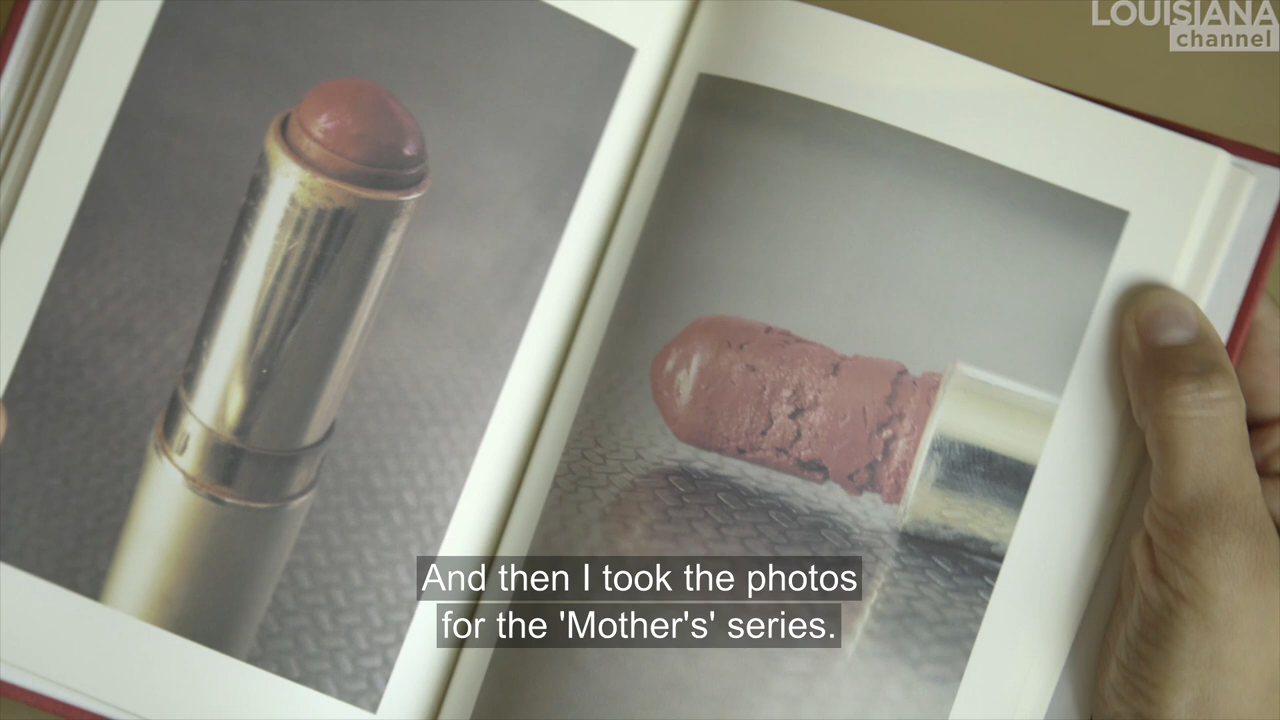 LOUISIANA
channel
And then I took the photos
for the 'Mother's' series.